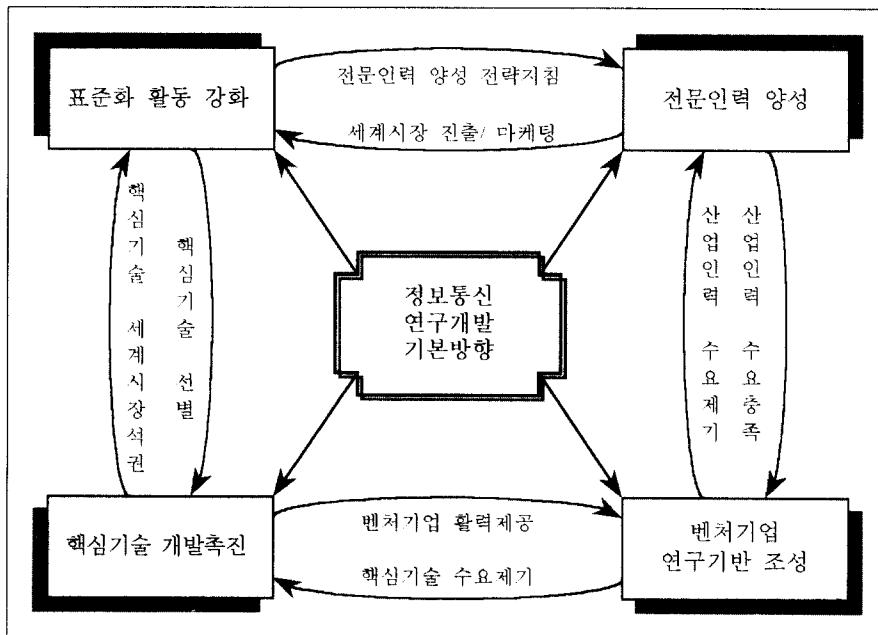 표준화 활동 강화
전문인력 양성 전략지침
세계시장 진출/ 마케팅
전문인력 양성
핵심기술 세계시장석권
핵심기술 선별
정보통신
연구개발
기본방향
산업인력 수요제기
산업인력 수요충족
핵심기술 개발촉진
벤처기업 활력제공
핵심기술 수요제기
벤처기업
연구기반 조성